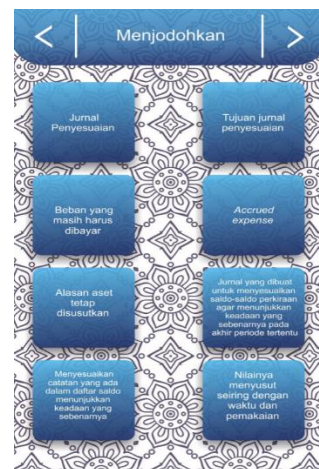 Menjodohkan
Jurnal
Penyesuaian
Tujuan jurnal
penyesuaian
Beban yang
masih harus
dibayar
Accrued
expense
Alasan aset
tetap
disusutkan
Jurnal yang dibuat
untuk menyesuaikan
saldo-saldo perkiraan
agar menunjukkan
keadaan yang
sebenarnya pada
akhir periode tertentu
Menyesuaikan
catatan yang ada
dalam daftar saldo
menunjukkan
keadaan yang
sebenarnya
Nilainya
menyusut
seiring dengan
waktu dan
pemakaian